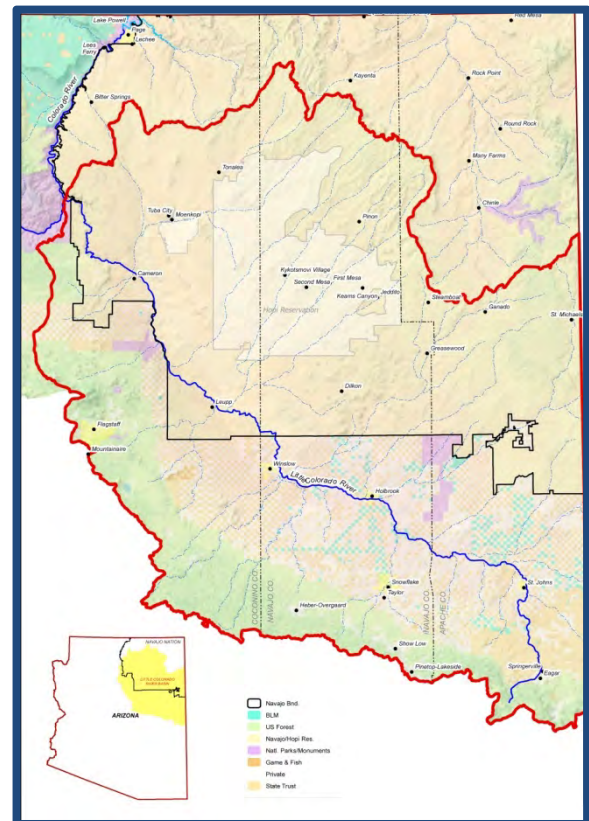 Lake Powell
Page
Lechee
Lees
Ferry
Red Mesa
Colorado River
Bitter Springs
Kayenta
Rock Point
Round Rock
Many Farms
Tonalea
Chinle
Tuba City
Moenkopi
Pinon
Cameron
Kykotsmovi Village
First Mesa
Second Mesa
Keams Canyon
Jeddito
Hopi Reservation
Steamboat
Ganado
St. Michaels
Greasewood
Dilkon
Leupp
Flagstaff
Mountainaire
Winslow
Little Colorado River
Holbrook
COCONINO CO.
NAVAJO CO.
NAVAJO CO.
APACHE CO.
Snowflake
Taylor
St. Johns
Heber-Overgaard
Show Low
Pinetop-Lakeside
Springerville
Eagar
NAVAJO NATION
LITTLE COLORADO
RIVER BASIN
ARIZONA
Navajo Bnd.
BLM
US Forest
Navajo/Hopi Res.
Natl. Parks/Monuments
Game & Fish
Private
State Trust